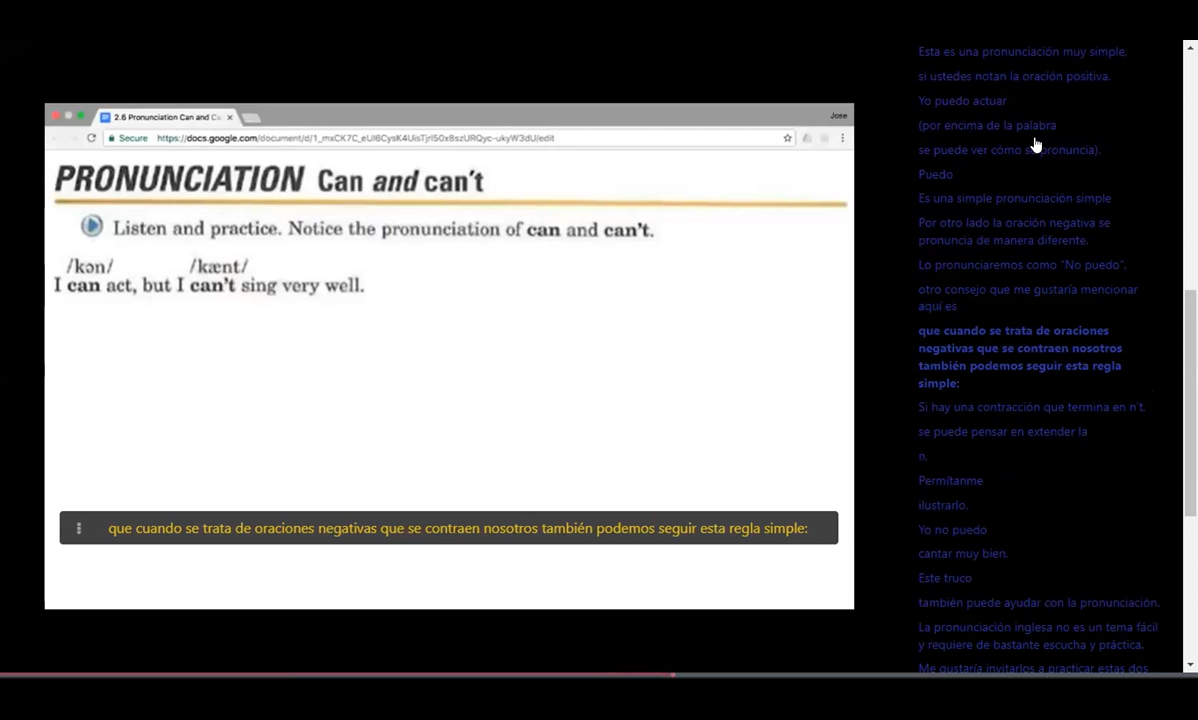 2.6 Pronunciation Can and Ca
Jose
Secure
https://docs.google.com/document/d/1_mxCK7C_eUI6CysK4UisTjrI50x8szURQyc-ukyW3dU/edit
PRONUNCIATION Can and can't
Listen and practice. Notice the pronunciation of can and can't.
/kən/ /kænt/
I can act, but I can't sing very well.
que cuando se trata de oraciones negativas que se contraen nosotros también podemos seguir esta regla simple:
Esta es una pronunciación muy simple,
si ustedes notan la oración positiva.
Yo puedo actuar
(por encima de la palabra
se puede ver cómo se pronuncia).
Puedo
Es una simple pronunciación simple
Por otro lado la oración negativa se
pronuncia de manera diferente.
Lo pronunciaremos como "No puedo",
otro consejo que me gustaría mencionar
aquí es
que cuando se trata de oraciones
negativas que se contraen nosotros
también podemos seguir esta regla
simple:
Si hay una contracción que termina en n't,
se puede pensar en extender la
n.
Permítanme
ilustrarlo.
Yo no puedo
cantar muy bien.
Este truco
también puede ayudar con la pronunciación.
La pronunciación inglesa no es un tema fácil
y requiere de bastante escucha y práctica.
Me gustaría invitarlos a practicar estas dos